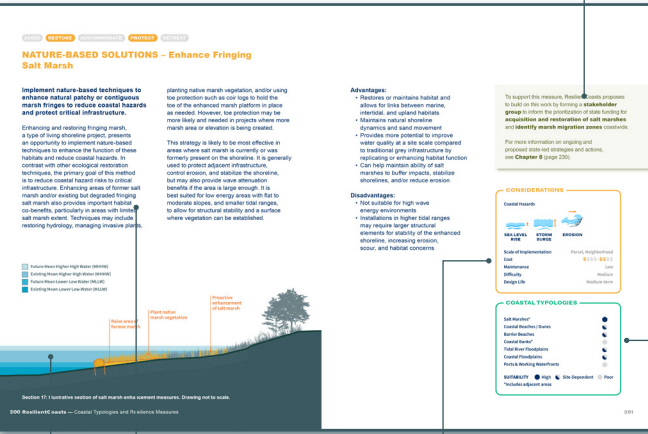 AVOID RESTORE ACCOMMODATE PROTECT RETREAT
NATURE-BASED SOLUTIONS – Enhance Fringing
Salt Marsh
Implement nature-based techniques to
enhance natural patchy or contiguous
marsh fringes to reduce coastal hazards
and protect critical infrastructure.
Enhancing and restoring fringing marsh,
a type of living shoreline project, presents
an opportunity to implement nature-based
techniques to enhance the function of these
habitats and reduce coastal hazards. In
contrast with other ecological restoration
techniques, the primary goal of this method
is to reduce coastal hazard risks to critical
infrastructure. Enhancing areas of former salt
marsh and/or existing but degraded fringing
salt marsh also provides important habitat
co-benefits, particularly in areas with limited
salt marsh extent. Techniques may include
restoring hydrology, managing invasive plants,
planting native marsh vegetation, and/or using
toe protection such as coir logs to hold the
toe of the enhanced marsh platform in place
as needed. However, toe protection may be
more likely and needed in projects where more
marsh area or elevation is being created.
This strategy is likely to be most effective in
areas where salt marsh is currently or was
formerly present on the shoreline. It is generally
used to protect adjacent infrastructure,
control erosion, and stabilize the shoreline,
but may also provide wave attenuation
benefits if the area is large enough. It is
best suited for low energy areas with flat to
moderate slopes, and smaller tidal ranges,
to allow for structural stability and a surface
where vegetation can be established.
Future Mean Higher High Water (MHHW)
Existing Mean Higher High Water (MHHW)
Future Mean Lower Low Water (MLLW)
Existing Mean Lower Low Water (MLLW)
Raise area of
former marsh
Plant native
marsh vegetation
Proactive
enhancement
of salt marsh
Section 17: Illustrative section of salt marsh enhancement measures. Drawing not to scale.
200 ResilientCoasts — Coastal Typologies and Resilience Measures
Advantages:
• Restores or maintains habitat and
allows for links between marine,
intertidal, and upland habitats
• Maintains natural shoreline
dynamics and sand movement
• Provides more potential to improve
water quality at a site scale compared
to traditional grey infrastructure by
replicating or enhancing habitat function
• Can help maintain ability of salt
marshes to buffer impacts, stabilize
shorelines, and/or reduce erosion
Disadvantages:
• Not suitable for high wave
energy environments
• Installations in higher tidal ranges
may require larger structural
elements for stability of the enhanced
shoreline, increasing erosion,
scour, and habitat concerns
To support this measure, ResilientCoasts proposes
to build on this work by forming a stakeholder
group to inform the prioritization of state funding for
acquisition and restoration of salt marshes
and identify marsh migration zones coastwide.
For more information on ongoing and
proposed state-led strategies and actions,
see Chapter 8 (page 230).
CONSIDERATIONS
Coastal Hazards
SEA LEVEL
RISE
STORM
SURGE
EROSION
Scale of Implementation Parcel, Neighborhood
Cost
Maintenance Low
Difficulty Medium
Design Life Medium-term
COASTAL TYPOLOGIES
Salt Marshes*
Coastal Beaches / Dunes
Barrier Beaches
Coastal Banks*
Tidal River Floodplains
Coastal Floodplains
Ports & Working Waterfronts
SUITABILITY High Site-Dependent Poor
*Includes adjacent areas
201